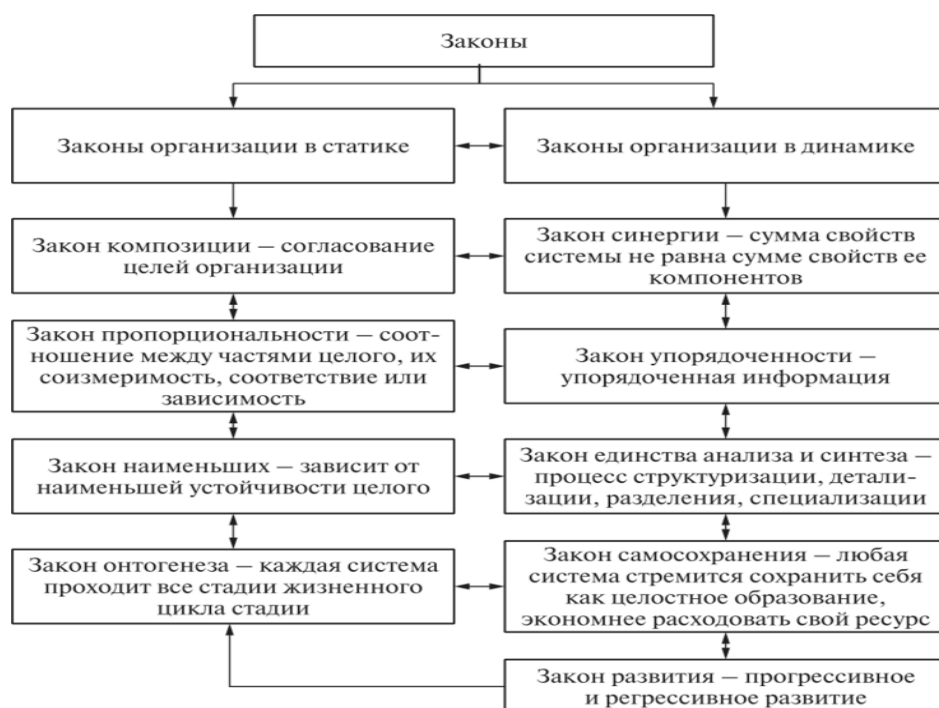 Законы
Законы организации в статике
Законы организации в динамике
Закон композиции – согласование
целей организации
Закон синергии – сумма свойств
системы не равна сумме свойств ее
компонентов
Закон пропорциональности – соот-
ношение между частями целого, их
соизмеримость, соответствие или
зависимость
Закон упорядоченности –
упорядоченная информация
Закон наименьших – зависит от
наименьшей устойчивости целого
Закон единства анализа и синтеза –
процесс структуризации, детали-
зации, разделения, специализации
Закон онтогенеза – каждая система
проходит все стадии жизненного
цикла стадии
Закон самосохранения – любая
система стремится сохранить себя
как целостное образование,
экономнее расходовать свой ресурс
Закон развития – прогрессивное
и регрессивное развитие